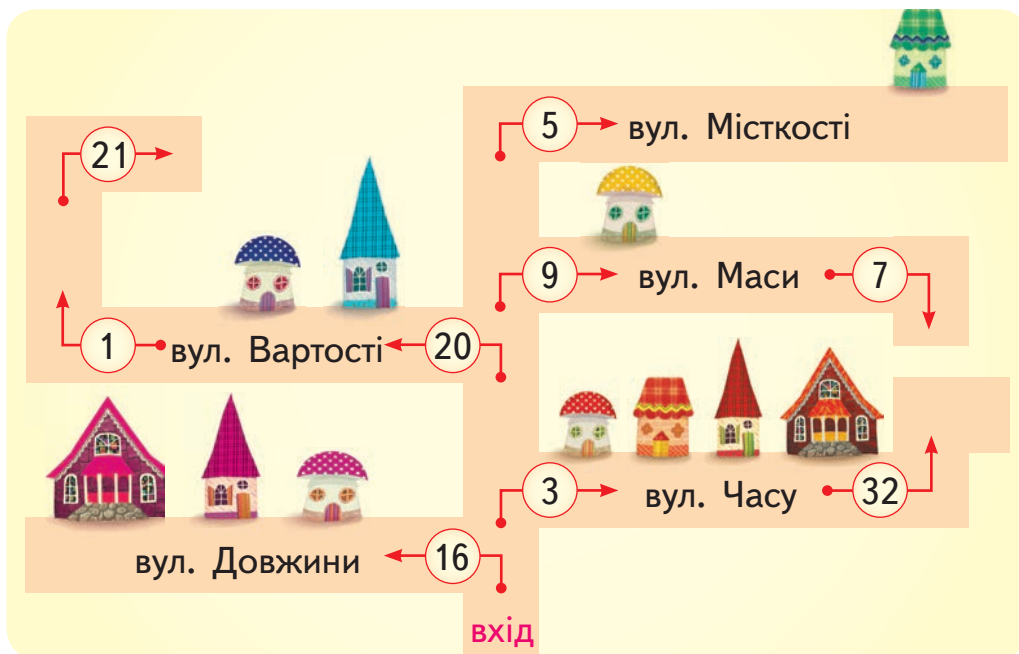 5 вул. Місткості
21
9 вул. Маси 7
1 вул. Вартості 20
3 вул. Часу 32
вул. Довжини 16
вхід